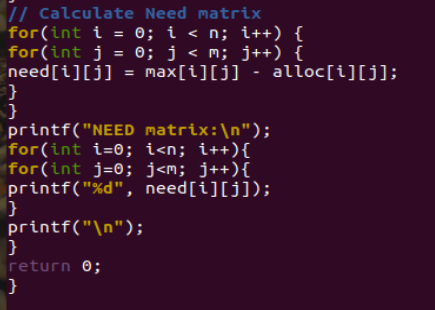 // Calculate Need matrix
for(int i = 0; i < n; i++) {
for(int j = 0; j < m; j++) {
need[i][j] = max[i][j] - alloc[i][j];
}
}
printf("NEED matrix:\n");
for(int i=0; i<n; i++){
for(int j=0; j<m; j++){
printf("%d", need[i][j]);
}
printf("\n");
}
return 0;
}